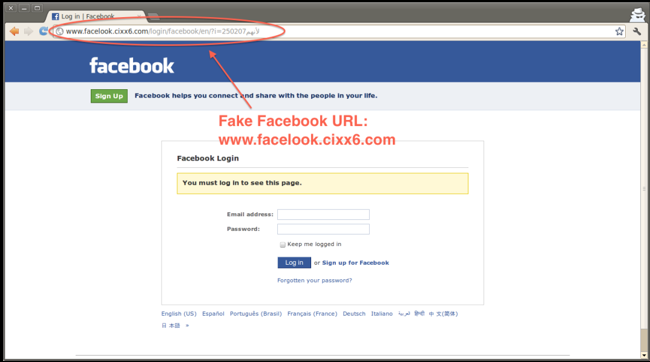 Log in | Facebook
www.facelook.cixx6.com/login/facebook/en/?i=250207لأنهم
facebook
Sign Up Facebook helps you connect and share with the people in your life.
Fake Facebook URL:
www.facelook.cixx6.com
Facebook Login
You must log in to see this page.
Email address:
Password:
Keep me logged in
Log in or Sign up for Facebook
Forgotten your password?
English (US) Español Português (Brasil) Français (France) Deutsch Italiano العربية हिन्दी 中文(简体)
日本語 »